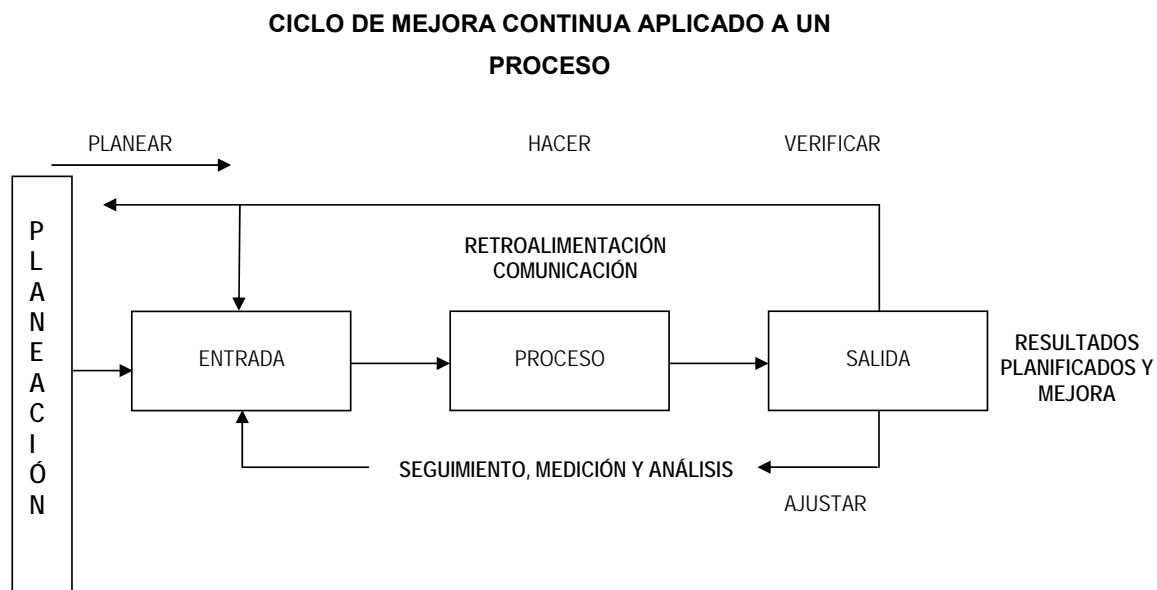 CICLO DE MEJORA CONTINUA APLICADO A UN
PROCESO
PLANEAR
HACER
VERIFICAR
PLANEACIÓN
RETROALIMENTACIÓN
COMUNICACIÓN
ENTRADA
PROCESO
SALIDA
RESULTADOS
PLANIFICADOS Y
MEJORA
SEGUIMIENTO, MEDICIÓN Y ANÁLISIS
AJUSTAR